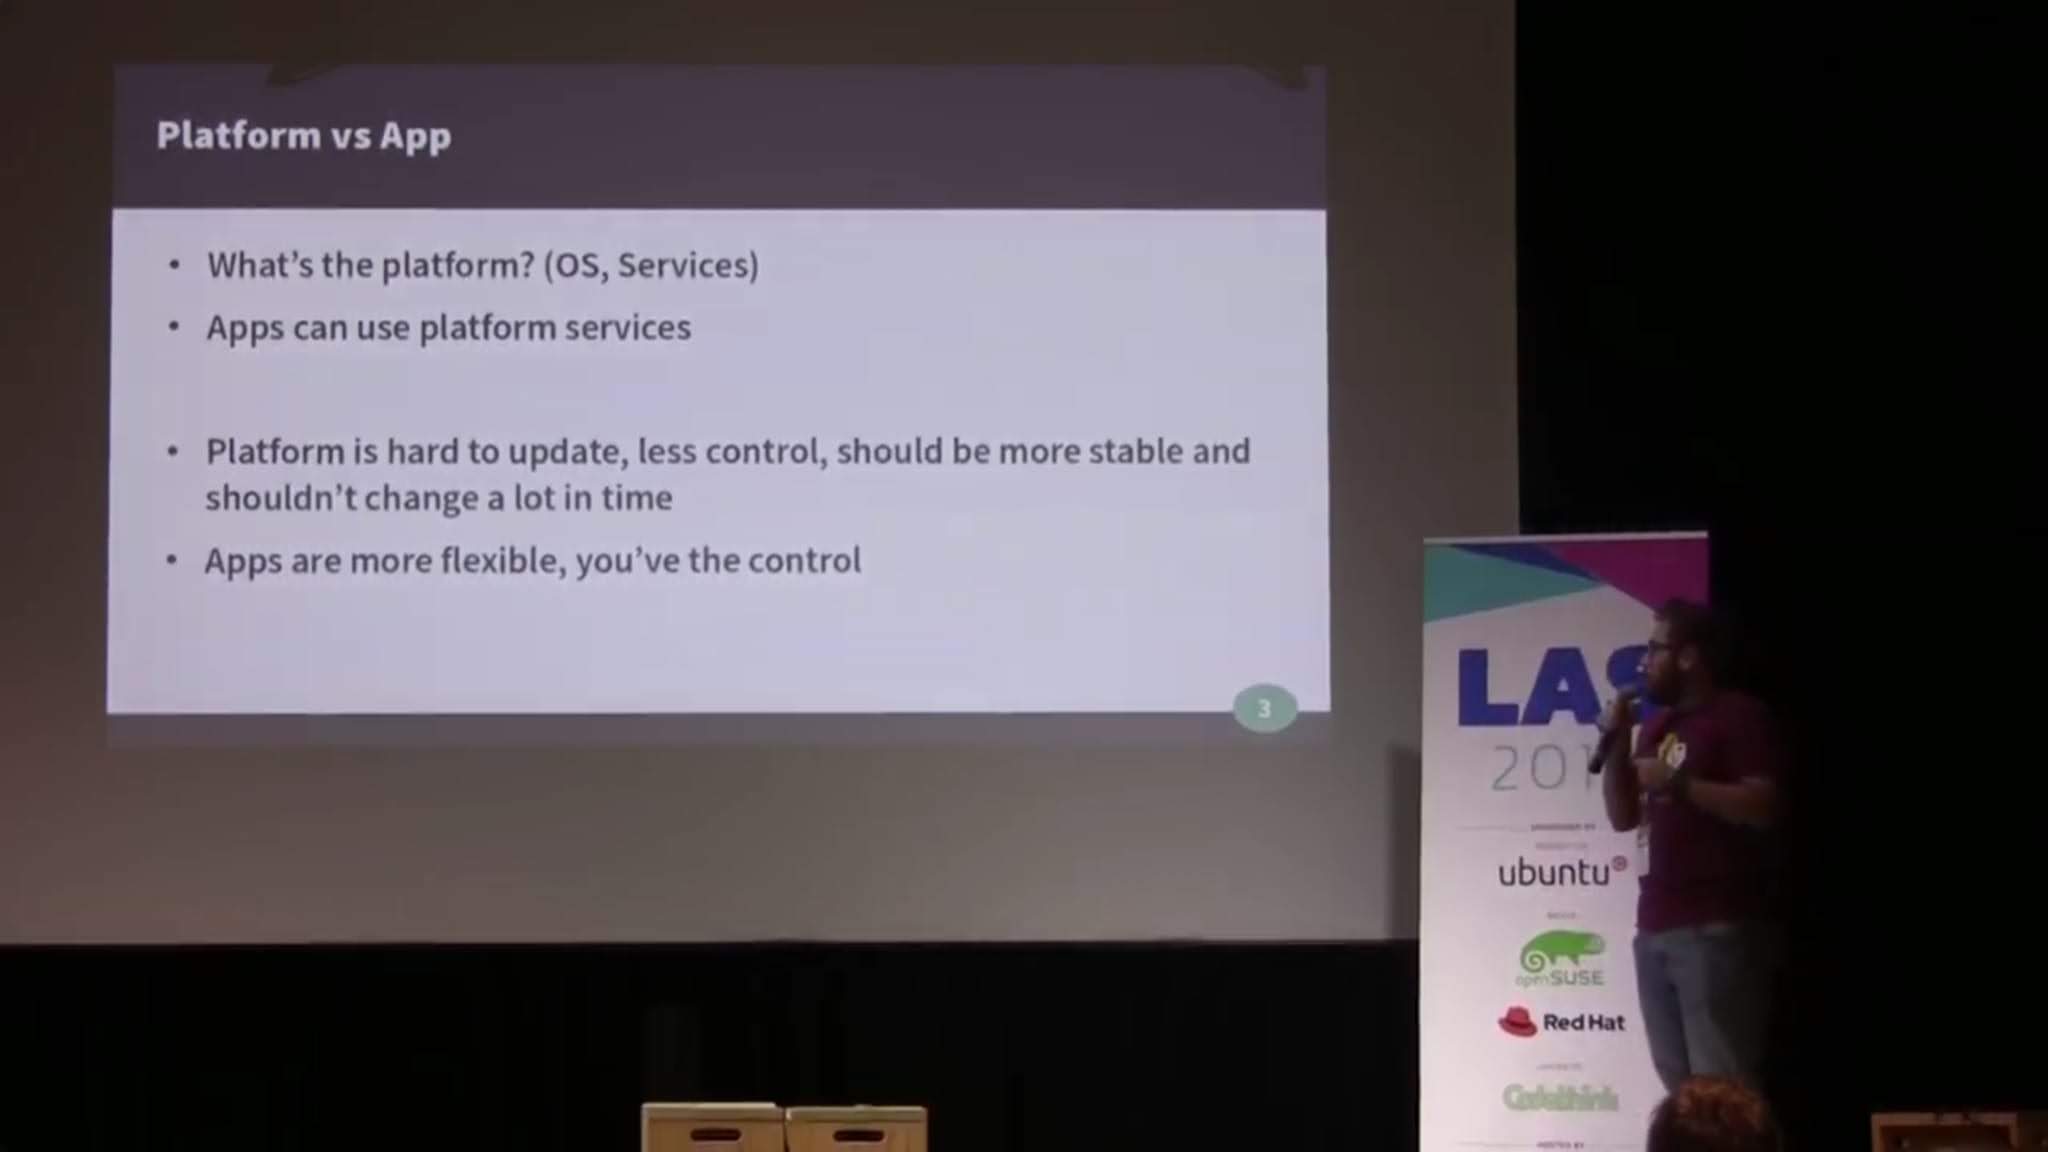 Platform vs App
• What's the platform? (OS, Services)
• Apps can use platform services
• Platform is hard to update, less control, should be more stable and
shouldn't change a lot in time
• Apps are more flexible, you've the control
3
LAS
201
ubuntu
openSUSE
Red Hat
Codethink
HOSTED BY